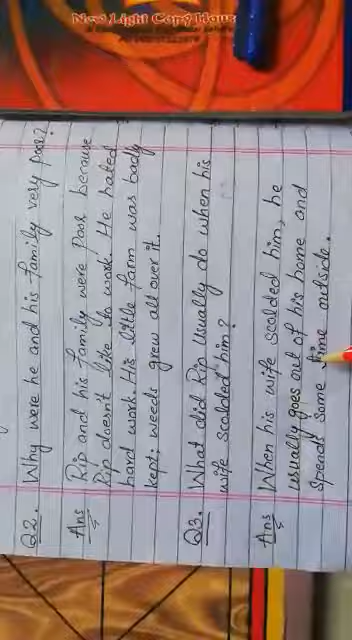 New Light Copy House
Q2. Why were he and his family very poor?
Ans Rip and his family were Poor because
Rip doesn't like to work. He hated
hard work. His little farm was badly
kept; weeds grew all over it.
Q3. What did Rip Usually do when his
wife scolded him?
Ans When his wife scolded him, he
usually goes out of his home and
Spends some time outside.